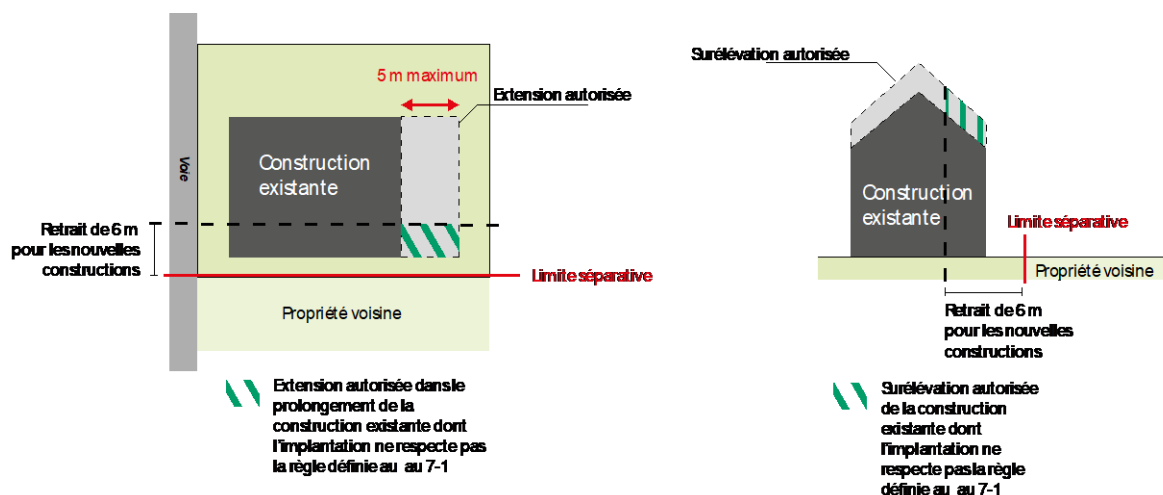 5 m maximum
Extension autorisée
Voie
Construction
existante
Retrait de 6 m
pour les nouvelles
constructions
Limite séparative
Propriété voisine
Extension autorisée dans le
prolongement de la
construction existante dont
l'implantation ne respecte pas
la règle définie au au 7-1
Surélévation autorisée
Construction
existante
Limite séparative
Propriété voisine
Retrait de 6 m
pour les nouvelles
constructions
Surélévation autorisée
de la construction
existante dont
l'implantation ne
respecte pas la règle
définie au au 7-1